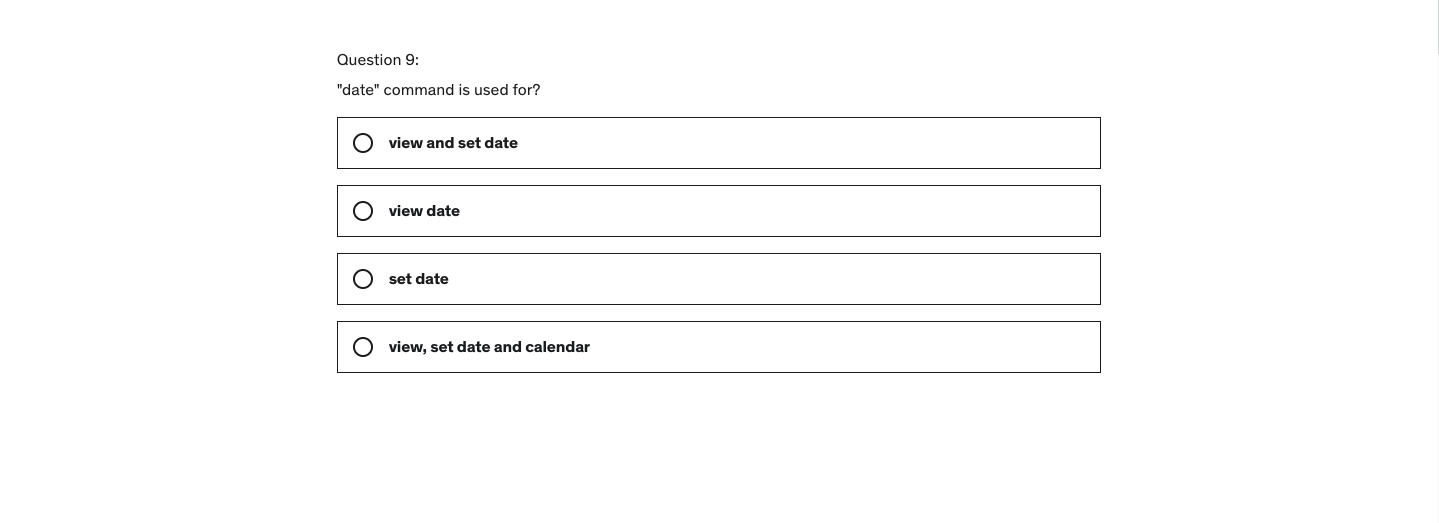 Question 9:
"date" command is used for?
view and set date
view date
set date
view, set date and calendar